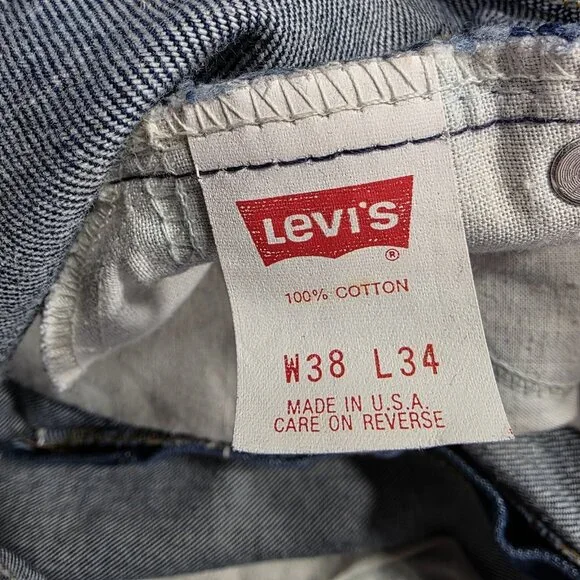 LEVI'S
®
100% COTTON
W38 L34
MADE IN U.S.A.
CARE ON REVERSE